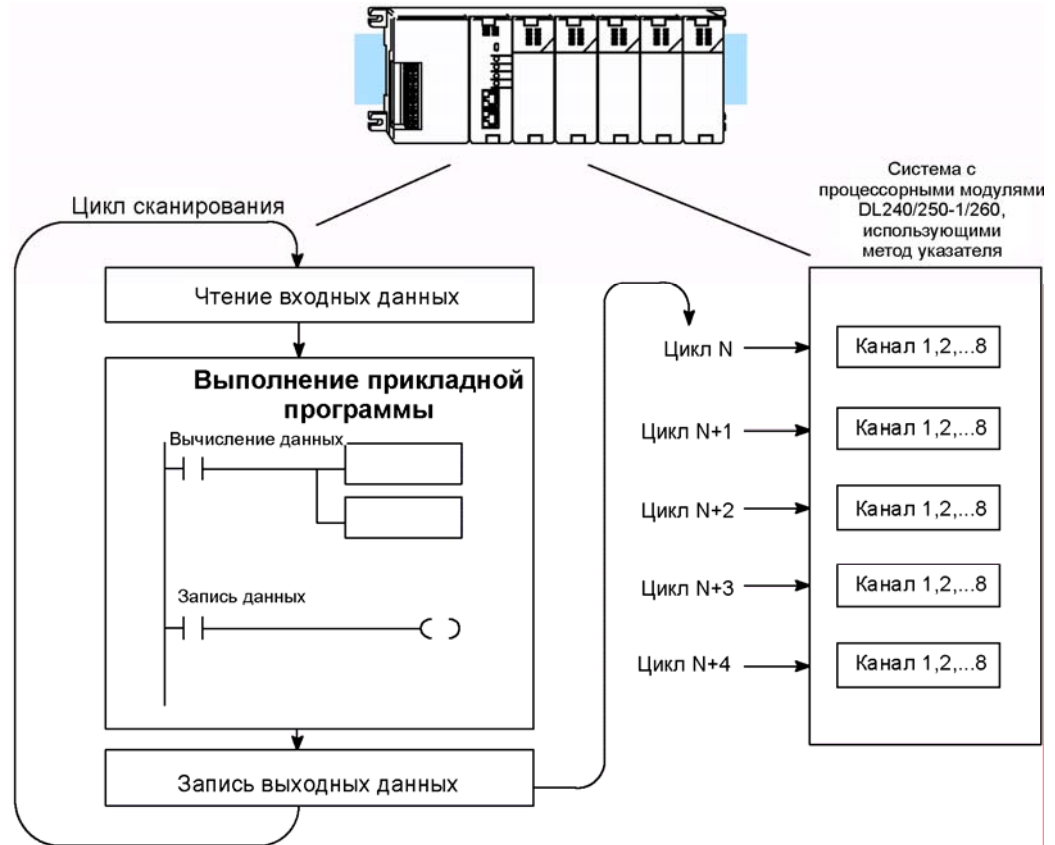 Система с
процессорными модулями
DL240/250-1/260,
использующими
метод указателя
Цикл сканирования
Чтение входных данных
Выполнение прикладной
программы
Вычисление данных
Запись данных
Запись выходных данных
Цикл N
Канал 1,2,...8
Цикл N+1
Канал 1,2,...8
Цикл N+2
Канал 1,2,...8
Цикл N+3
Канал 1,2,...8
Цикл N+4
Канал 1,2,...8